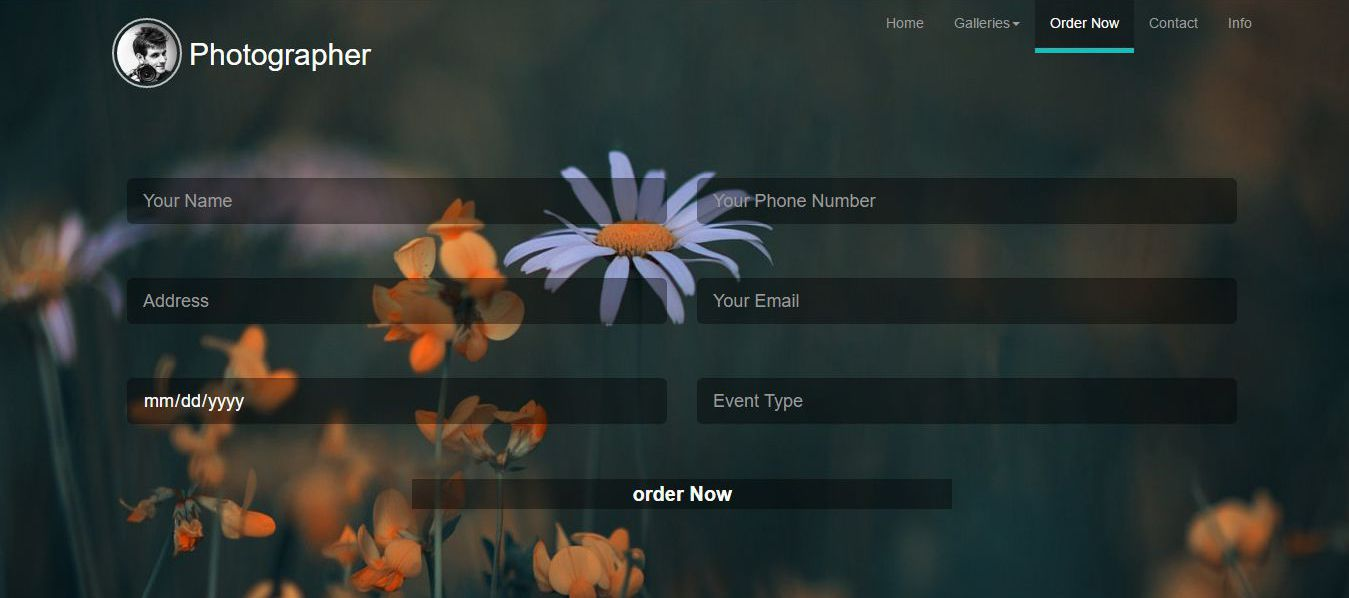 Photographer
Home Galleries Order Now Contact Info
Your Name Your Phone Number
Address Your Email
mm/dd/yyyy Event Type
order Now